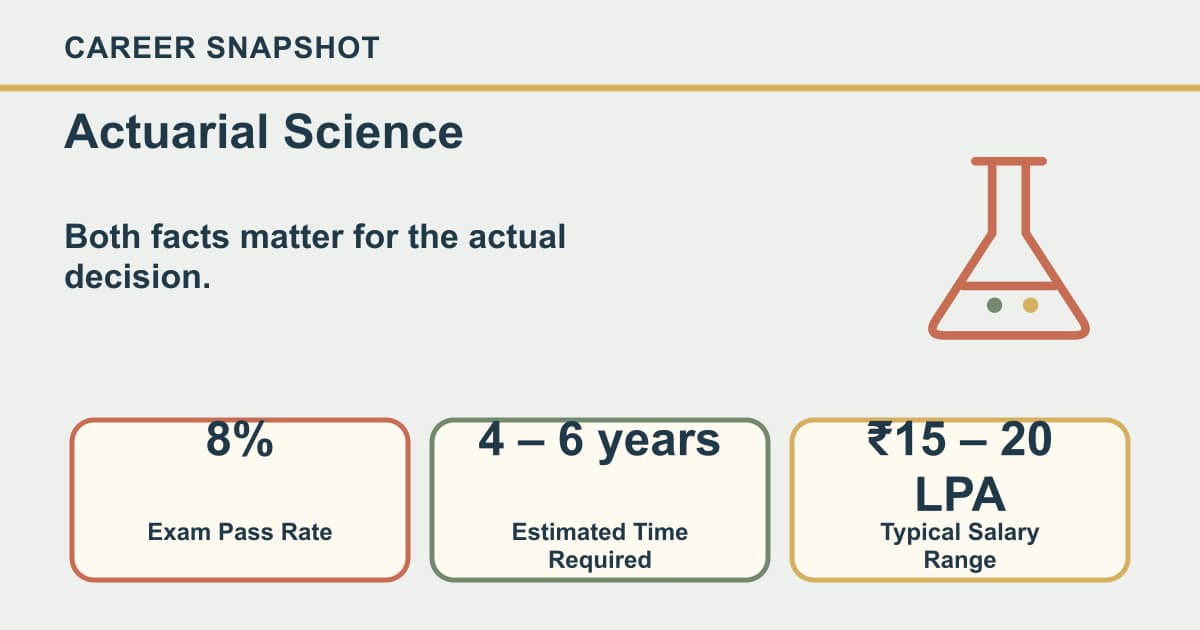 CAREER SNAPSHOT
Actuarial Science
Both facts matter for the actual
decision.
8%
Exam Pass Rate
4 – 6 years
Estimated Time
Required
₹15 – 20
LPA
Typical Salary
Range